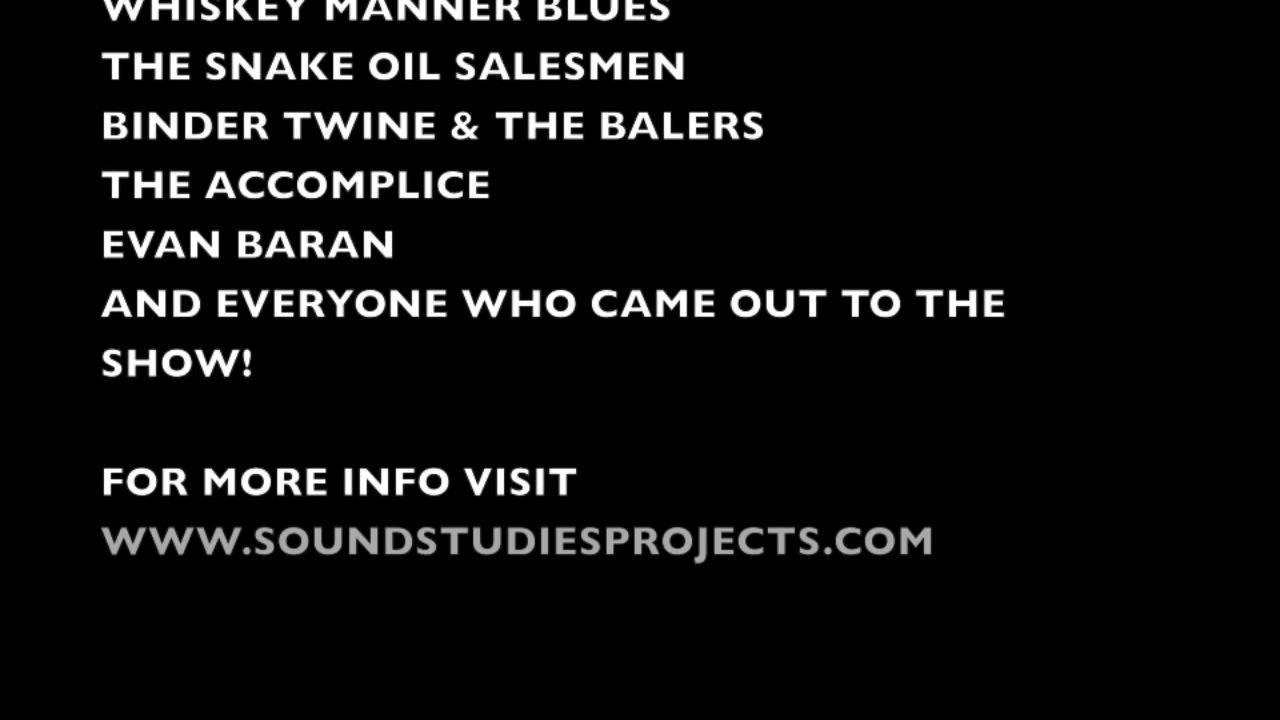 WHISKEY MANNER BLUES
THE SNAKE OIL SALESMEN
BINDER TWINE & THE BALERS
THE ACCOMPLICE
EVAN BARAN
AND EVERYONE WHO CAME OUT TO THE
SHOW!
FOR MORE INFO VISIT
WWW.SOUNDSTUDIESPROJECTS.COM